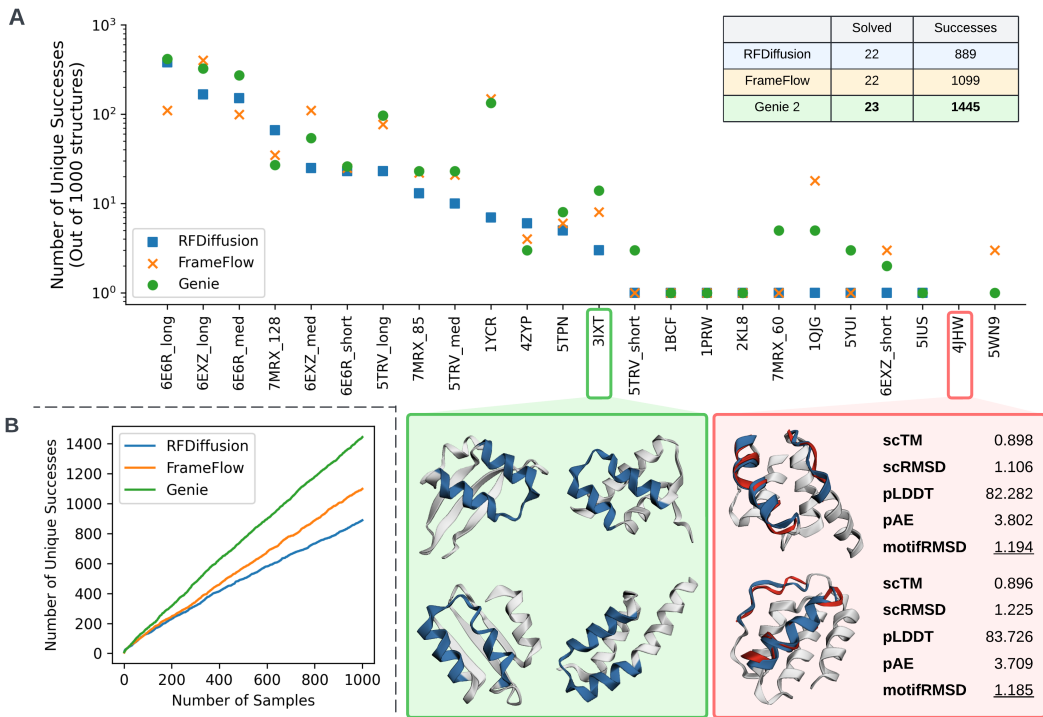 A
Number of Unique Successes
(Out of 1000 structures)
10³
10²
10¹
10⁰
RFDiffusion
FrameFlow
Genie
Solved Successes
RFDiffusion 22 889
FrameFlow 22 1099
Genie 2 23 1445
6E6R_long
6EXZ_long
6E6R_med
7MRX_128
6EXZ_med
6E6R_short
5TRV_long
7MRX_85
5TRV_med
1YCR
4ZYP
5TPN
3IXT
5TRV_short
1BCF
1PRW
2KL8
7MRX_60
1QJG
5YUI
6EXZ_short
5IUS
4JHW
5WN9
B
Number of Unique Successes
1400
1200
1000
800
600
400
200
0
RFDiffusion
FrameFlow
Genie
0 200 400 600 800 1000
Number of Samples
scTM 0.898
scRMSD 1.106
pLDDT 82.282
pAE 3.802
motifRMSD 1.194
scTM 0.896
scRMSD 1.225
pLDDT 83.726
pAE 3.709
motifRMSD 1.185